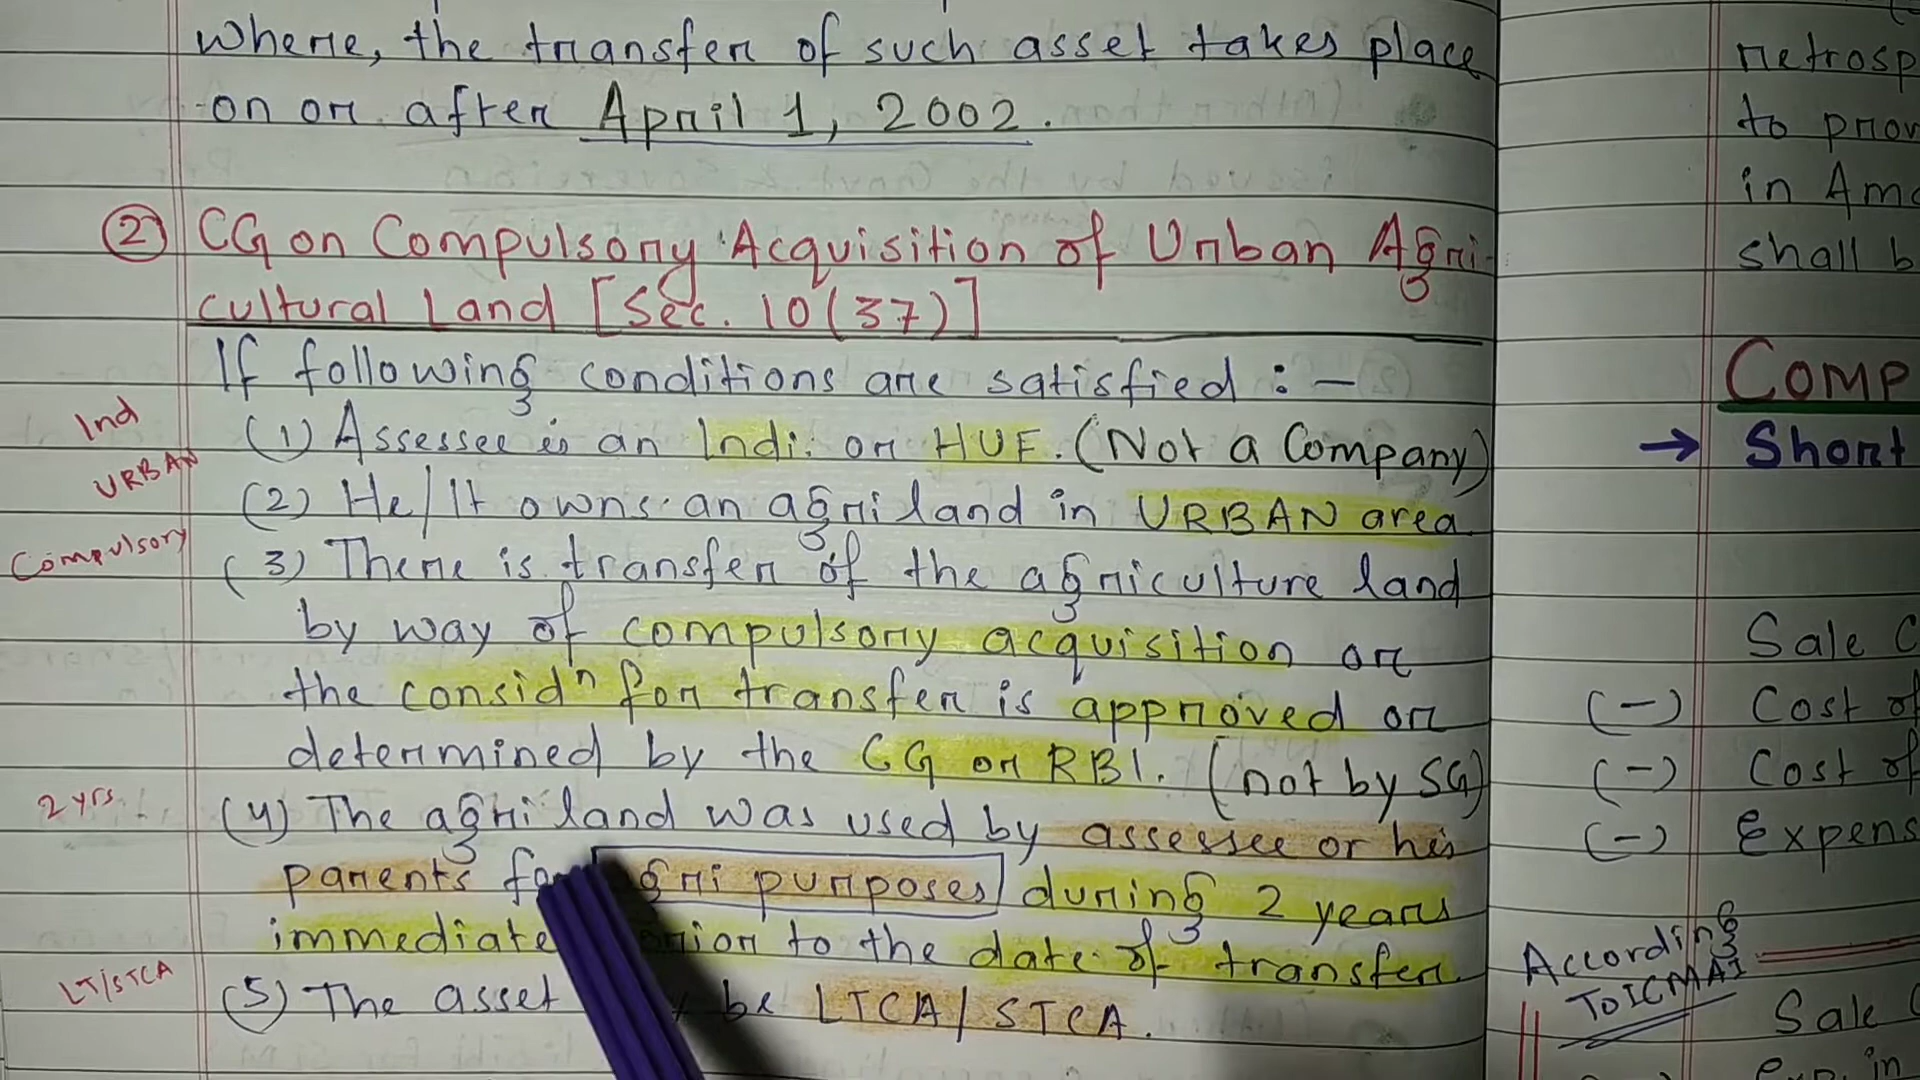 where, the transfer of such asset takes place
on or after April 1, 2002.
② CG on Compulsory Acquisition of Urban Agri-
cultural Land [Sec. 10(37)]
If following conditions are satisfied :-
Ind
(1) Assessee is an Indi. or HUF. (Not a Company)
URBAN
(2) He/It owns an agri land in URBAN area
Compulsory
(3) There is transfer of the agriculture land
by way of compulsory acquisition or
the considn for transfer is approved or
determined by the CG or RBI. (not by SG)
2 yrs.
(4) The agri land was used by assessee or his
parents agri purposes during 2 years
immediate to the date of transfer.
LT/STCA
(5) The asset be LTCA/STCA.
to
in
shall
Comp
→ Short
Sale
(-) Cost of
(-) Cost of
(-) Expens
According
To ICMAI
Sale
in